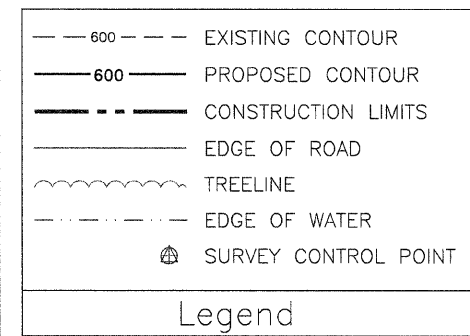 600 EXISTING CONTOUR
600 PROPOSED CONTOUR
CONSTRUCTION LIMITS
EDGE OF ROAD
TREELINE
EDGE OF WATER
SURVEY CONTROL POINT
Legend